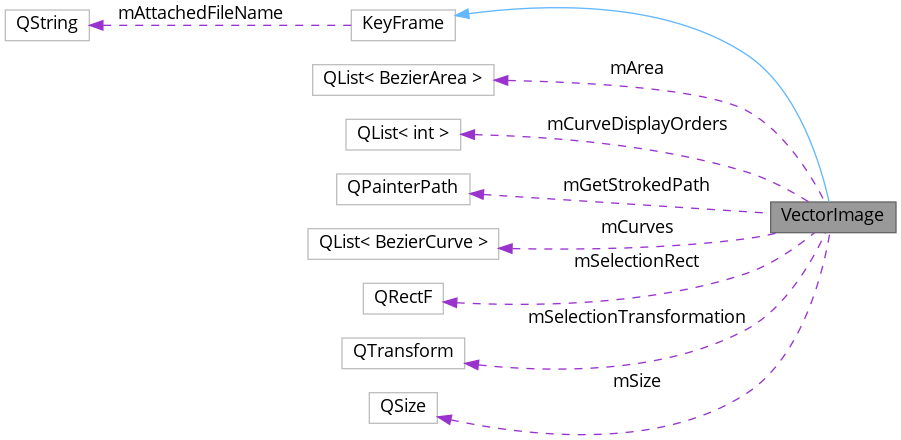 mAttachedFileName
QString
KeyFrame
mArea
QList< BezierArea >
mCurveDisplayOrders
QList< int >
mGetStrokedPath
QPainterPath
VectorImage
mCurves
QList< BezierCurve >
mSelectionRect
QRectF
mSelectionTransformation
QTransform
mSize
QSize